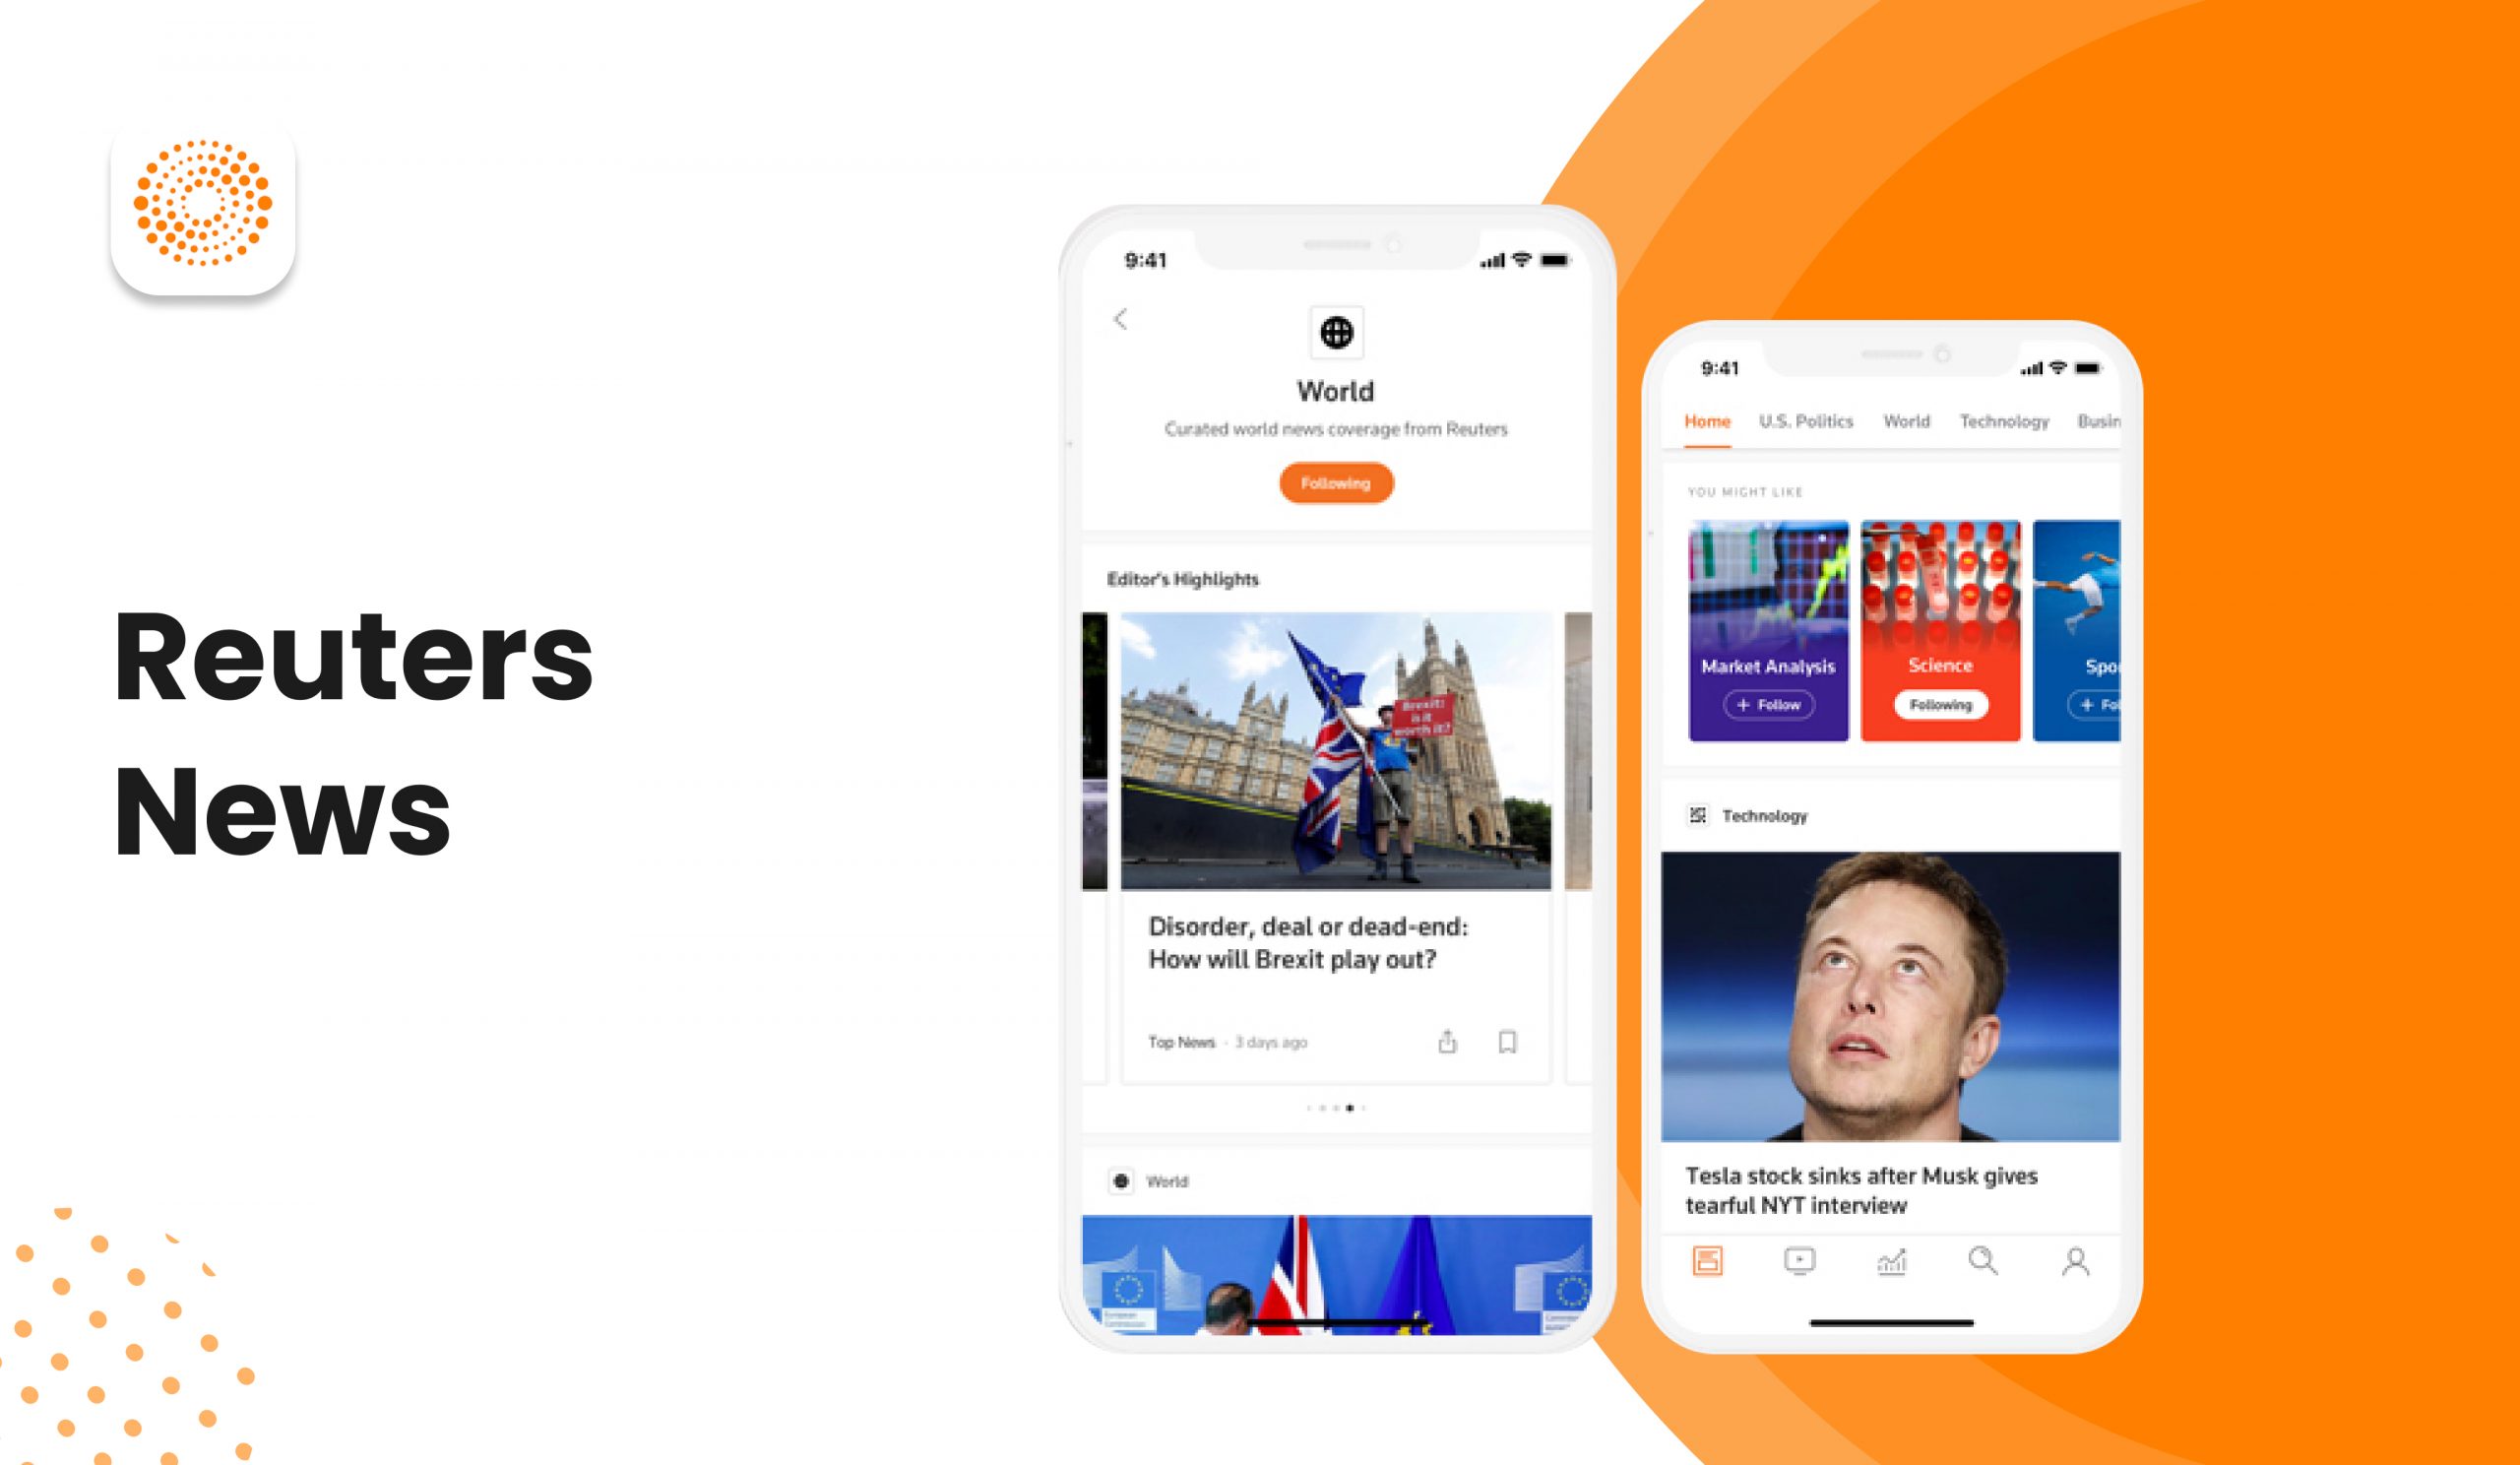 Reuters
News
9:41
World
Curated world news coverage from Reuters
Following
Editor's Highlights
Brexit:
is it
worth it?
Disorder, deal or dead-end:
How will Brexit play out?
Top News · 3 days ago
World
European
Commission
9:41
Home U.S. Politics World Technology Busin
YOU MIGHT LIKE
Market Analysis
+ Follow
Science
Following
Spo
+ Fol
Technology
Tesla stock sinks after Musk gives
tearful NYT interview